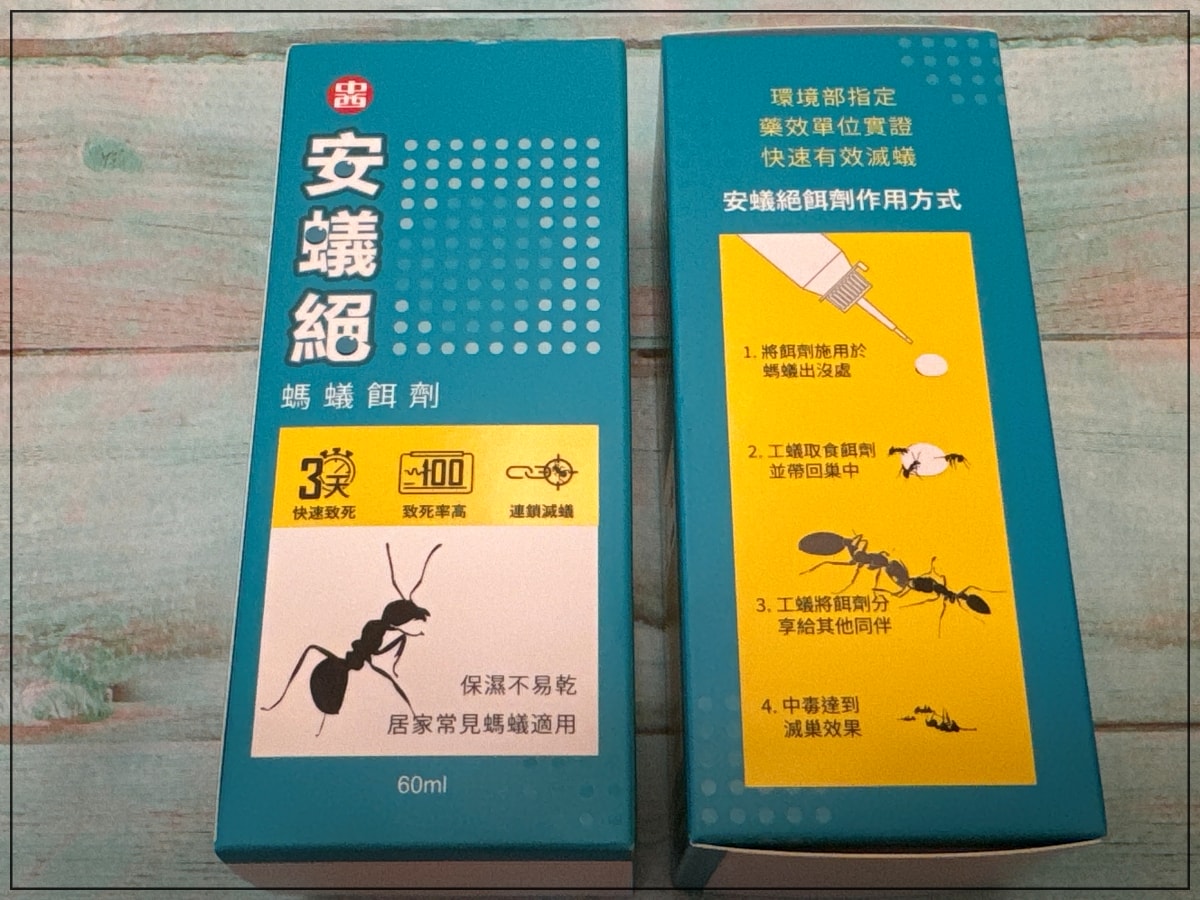 中西
安蟻絕
螞蟻餌劑
3天
快速致死
100
致死率高
連鎖滅蟻
保濕不易乾
居家常見螞蟻適用
60ml
環境部指定
藥效單位實證
快速有效滅蟻
安蟻絕餌劑作用方式
1. 將餌劑施用於
螞蟻出沒處
2. 工蟻取食餌劑
並帶回巢中
3. 工蟻將餌劑分
享給其他同伴
4. 中毒達到
滅巢效果